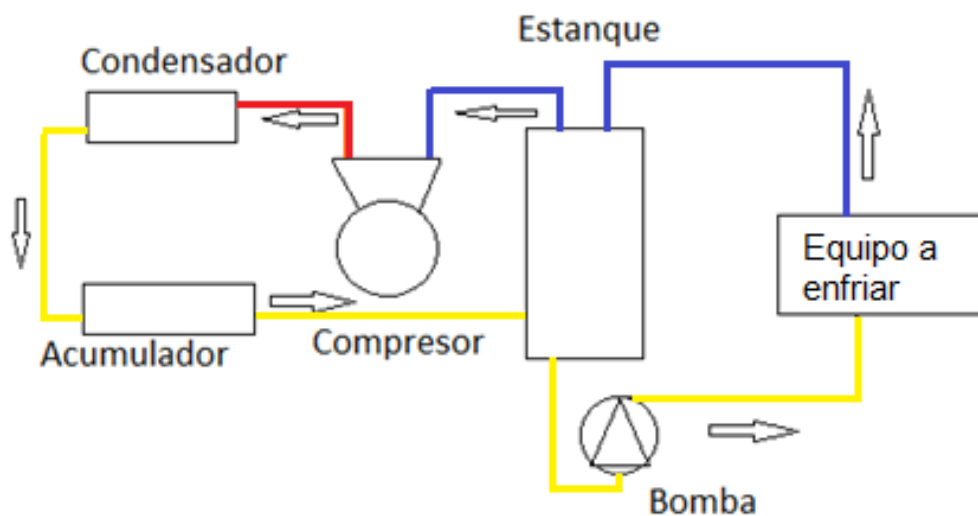 Estanque
Condensador
Equipo a
enfriar
Compresor
Acumulador
Bomba